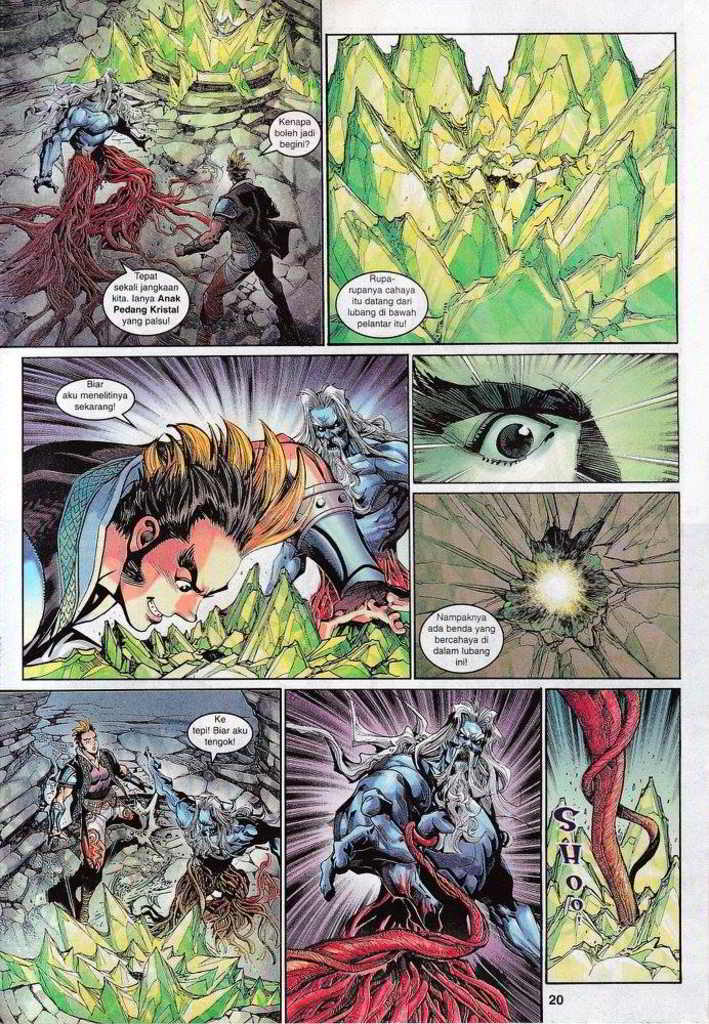 Kenapa
boleh jadi
begini?
Tepat
sekali jangkaan
kita. Ianya Anak
Pedang Kristal
yang palsu!
Rupa-
rupanya cahaya
itu datang dari
lubang di bawah
pelantar itu!
Biar
aku menelitinya
sekarang!
Nampaknya
ada benda yang
bercahaya di
dalam lubang
ini!
Ke
tepi! Biar aku
tengok!
SHOO
20